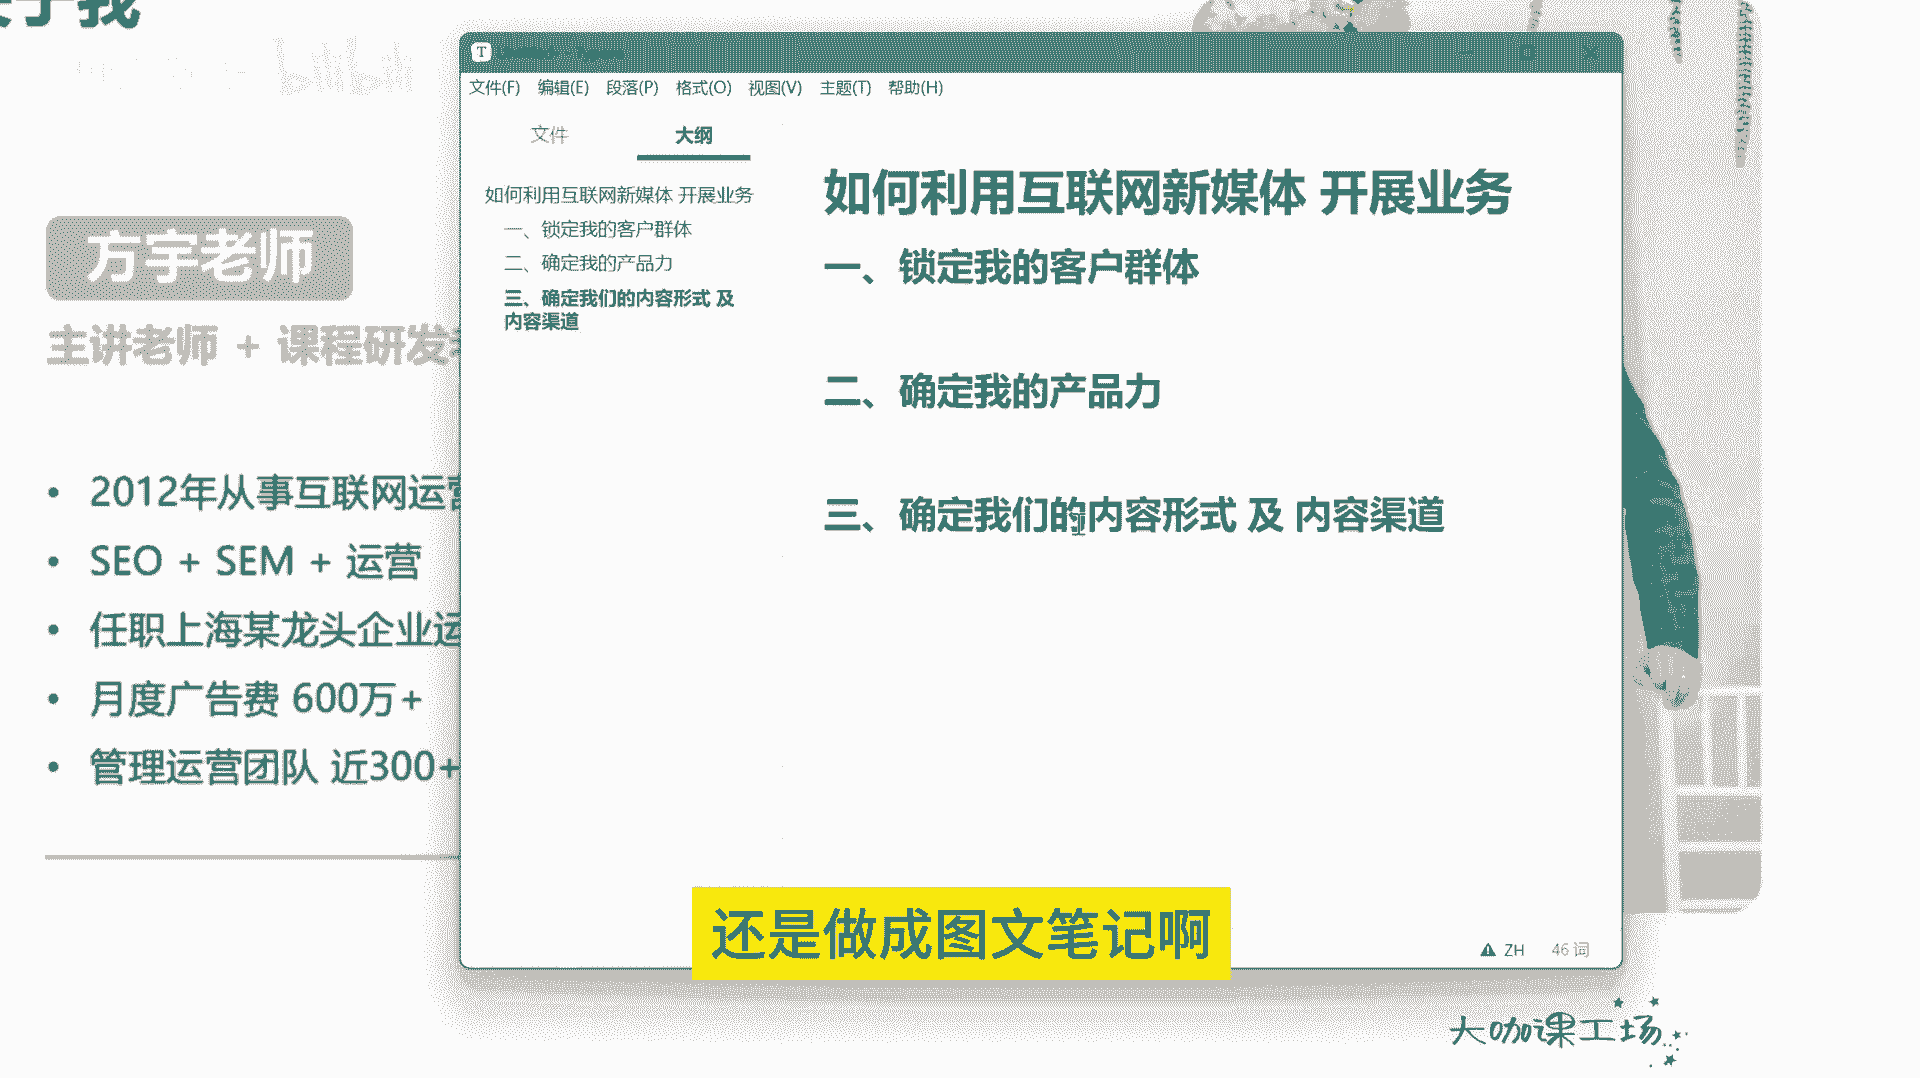 bilibili
方宇老师
主讲老师 + 课程研发
2012年从事互联网运营
SEO + SEM + 运营
任职上海某龙头企业运
月度广告费 600万+
管理运营团队 近300+
T
文件(F) 编辑(E) 段落(P) 格式(O) 视图(V) 主题(T) 帮助(H)
文件 大纲
如何利用互联网新媒体 开展业务
一、锁定我的客户群体
二、确定我的产品力
三、确定我们的内容形式 及
内容渠道
如何利用互联网新媒体 开展业务
一、锁定我的客户群体
二、确定我的产品力
三、确定我们的内容形式 及 内容渠道
ZH 46 词
还是做成图文笔记啊
大咖课工场